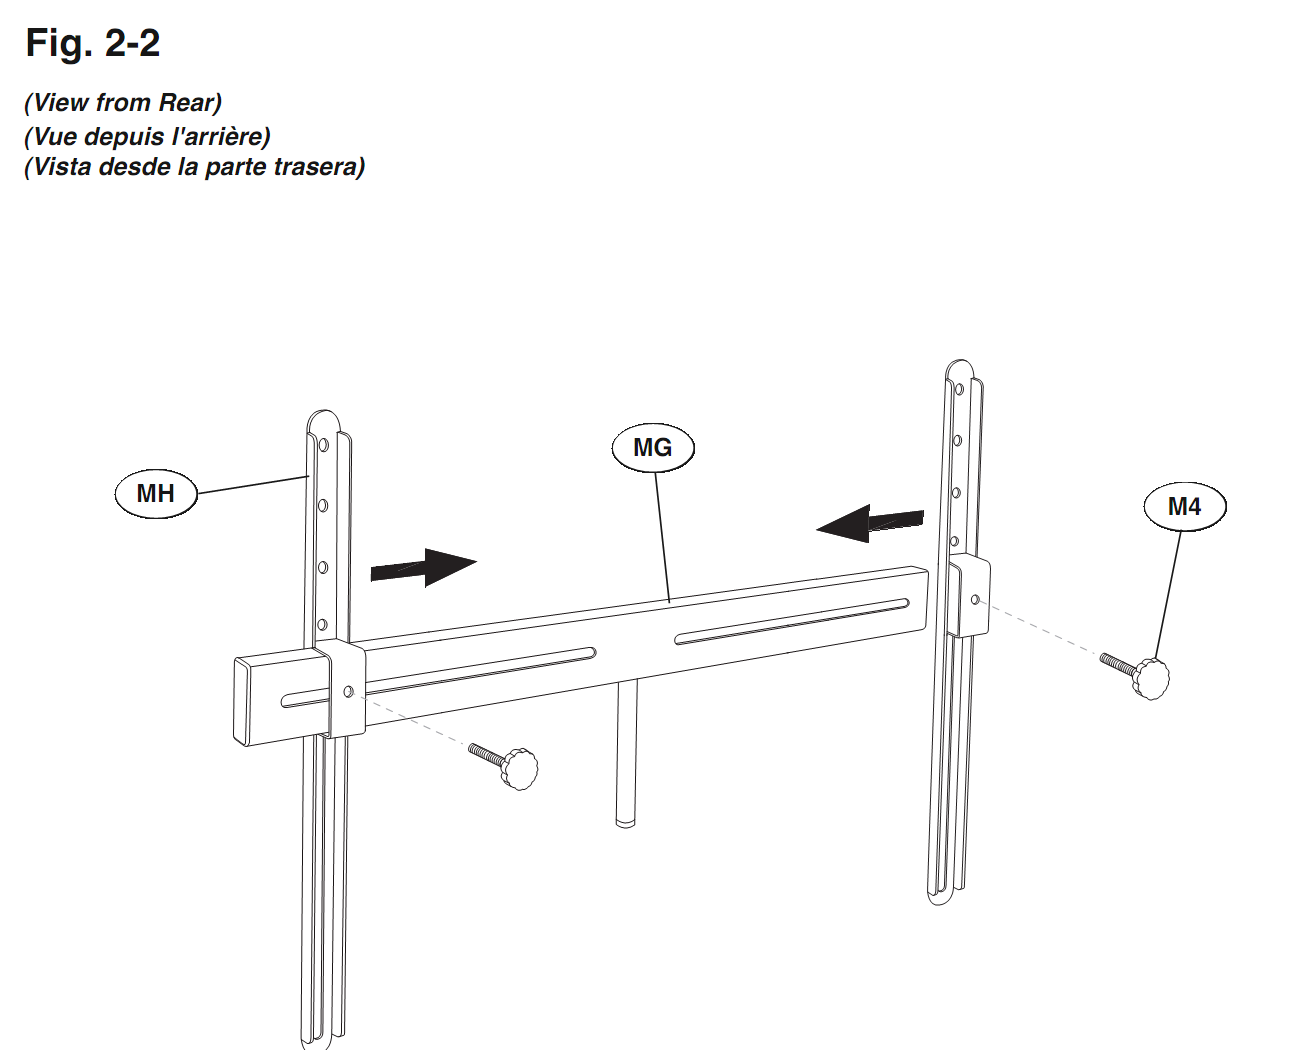 Fig. 2-2
(View from Rear)
(Vue depuis l'arrière)
(Vista desde la parte trasera)
MG
MH
M4